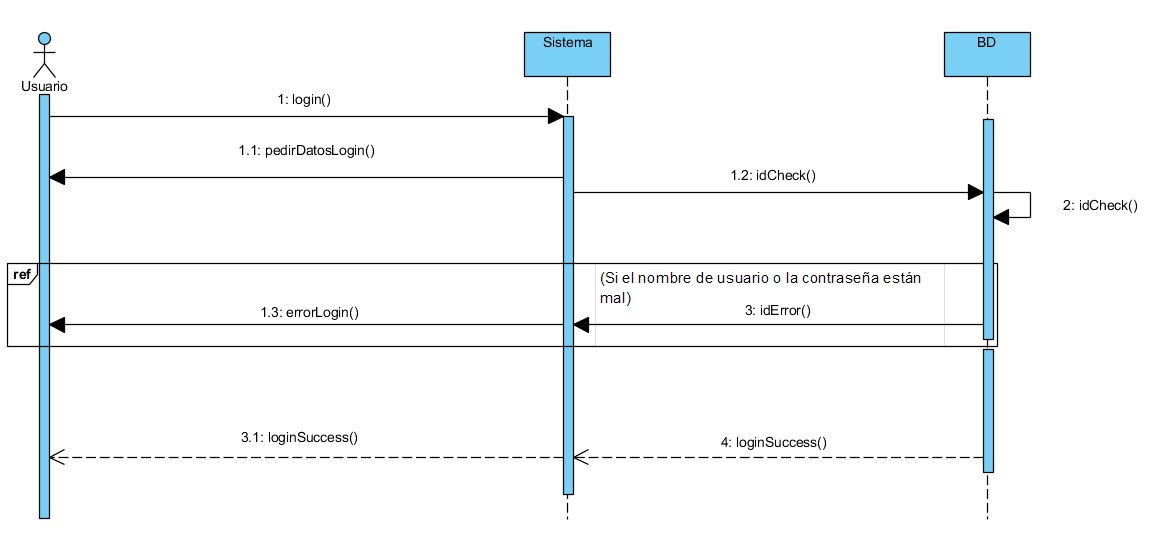 Sistema
BD
Usuario
1: login()
1.1: pedirDatosLogin()
1.2: idCheck()
2: idCheck()
ref
(Si el nombre de usuario o la contraseña están
mal)
1.3: errorLogin()
3: idError()
3.1: loginSuccess()
4: loginSuccess()